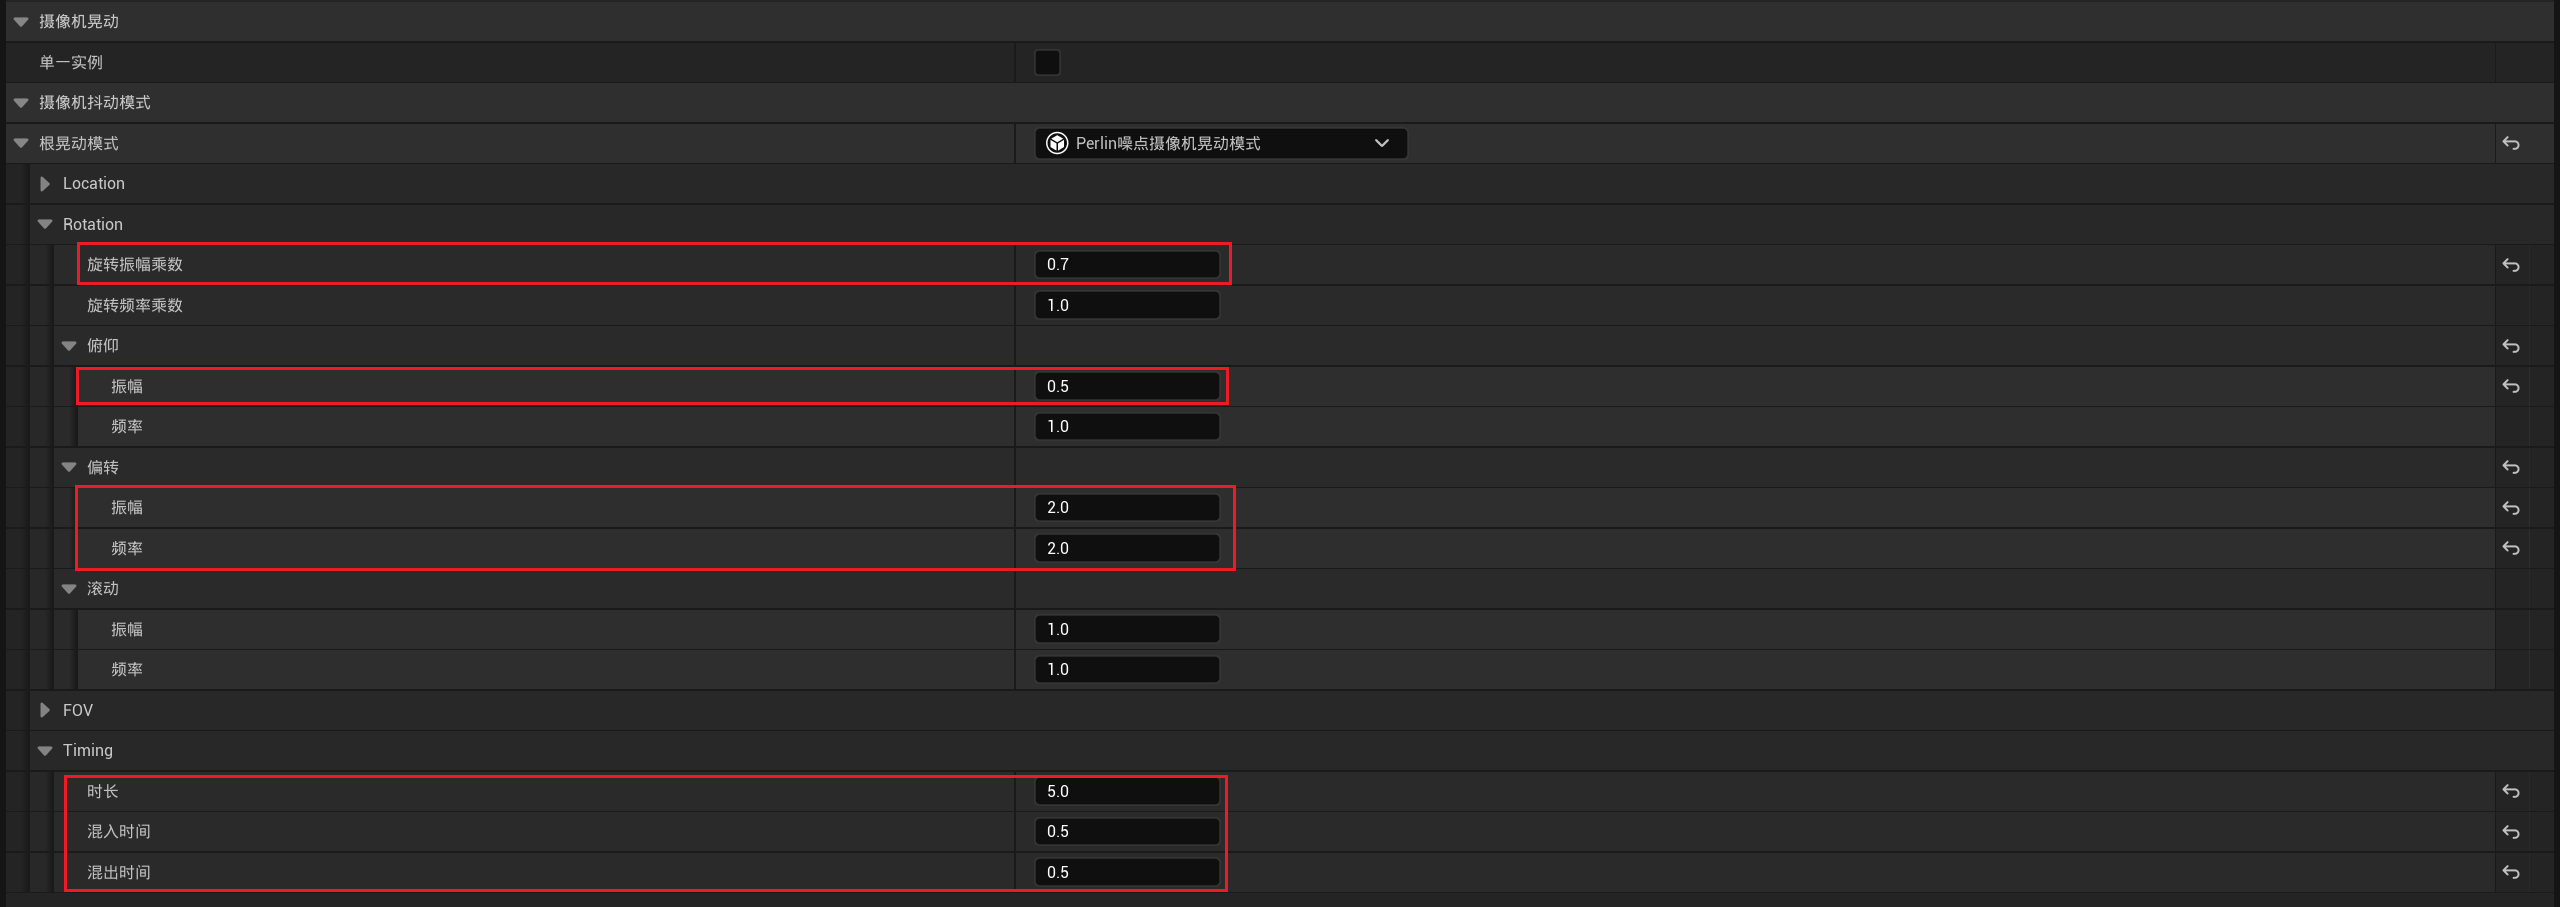 摄像机晃动
单一实例
摄像机抖动模式
根晃动模式 Perlin噪点摄像机晃动模式
Location
Rotation
旋转振幅乘数 0.7
旋转频率乘数 1.0
俯仰
振幅 0.5
频率 1.0
偏转
振幅 2.0
频率 2.0
滚动
振幅 1.0
频率 1.0
FOV
Timing
时长 5.0
混入时间 0.5
混出时间 0.5